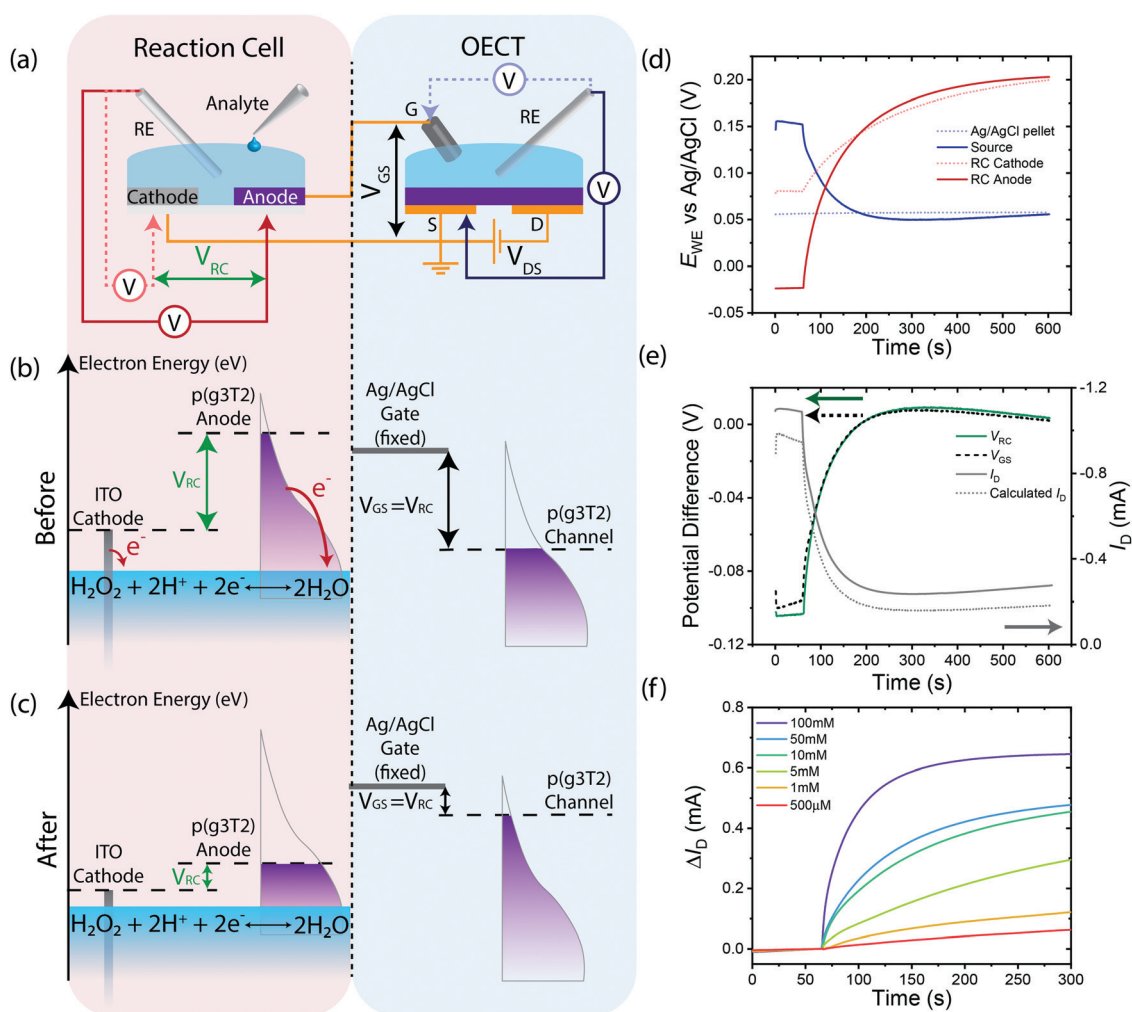 Reaction Cell
OECT
(a)
RE
Analyte
Cathode
Anode
V_RC
V
V
G
V
RE
V_GS
V
S
D
V_DS
(b)
Electron Energy (eV)
Before
p(g3T2)
Anode
V_RC
ITO
Cathode
e-
e-
H₂O₂ + 2H⁺ + 2e⁻ ⟷ 2H₂O
Ag/AgCl
Gate
(fixed)
V_GS = V_RC
p(g3T2)
Channel
(c)
Electron Energy (eV)
After
p(g3T2)
Anode
ITO
Cathode
V_RC
H₂O₂ + 2H⁺ + 2e⁻ ⟷ 2H₂O
Ag/AgCl
Gate
(fixed)
V_GS = V_RC
p(g3T2)
Channel
(d)
E_WE vs Ag/AgCl (V)
0.20
0.15
0.10
0.05
0.00
-0.05
Ag/AgCl pellet
Source
RC Cathode
RC Anode
0 100 200 300 400 500 600
Time (s)
(e)
Potential Difference (V)
0.00
-0.04
-0.08
-0.12
V_RC
V_GS
I_D
Calculated I_D
-1.2
-0.8
-0.4
0.0
I_D (mA)
0 100 200 300 400 500 600
Time (s)
(f)
ΔI_D (mA)
0.8
0.6
0.4
0.2
0.0
100mM
50mM
10mM
5mM
1mM
500μM
0 50 100 150 200 250 300
Time (s)